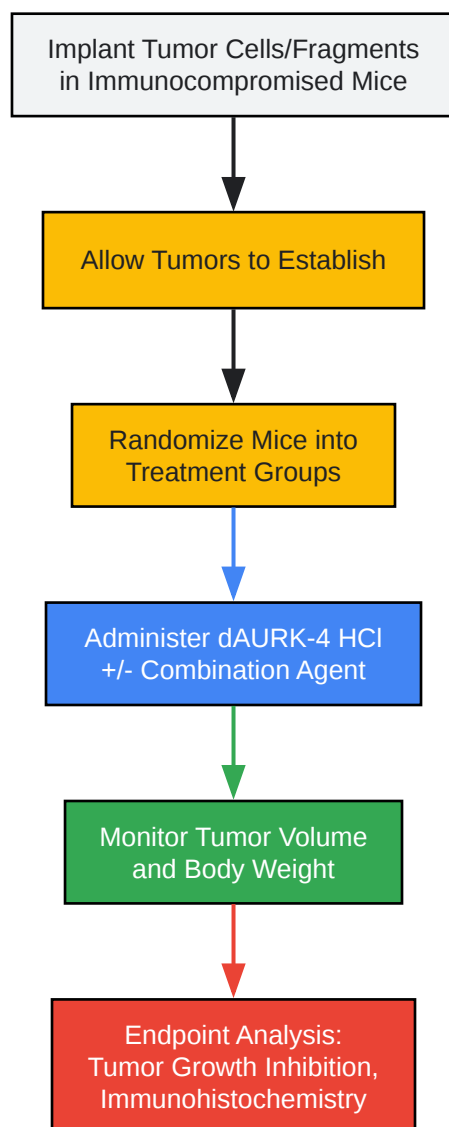 Implant Tumor Cells/Fragments
in Immunocompromised Mice
Allow Tumors to Establish
Randomize Mice into
Treatment Groups
Administer dAURK-4 HCl
+/- Combination Agent
Monitor Tumor Volume
and Body Weight
Endpoint Analysis:
Tumor Growth Inhibition,
Immunohistochemistry